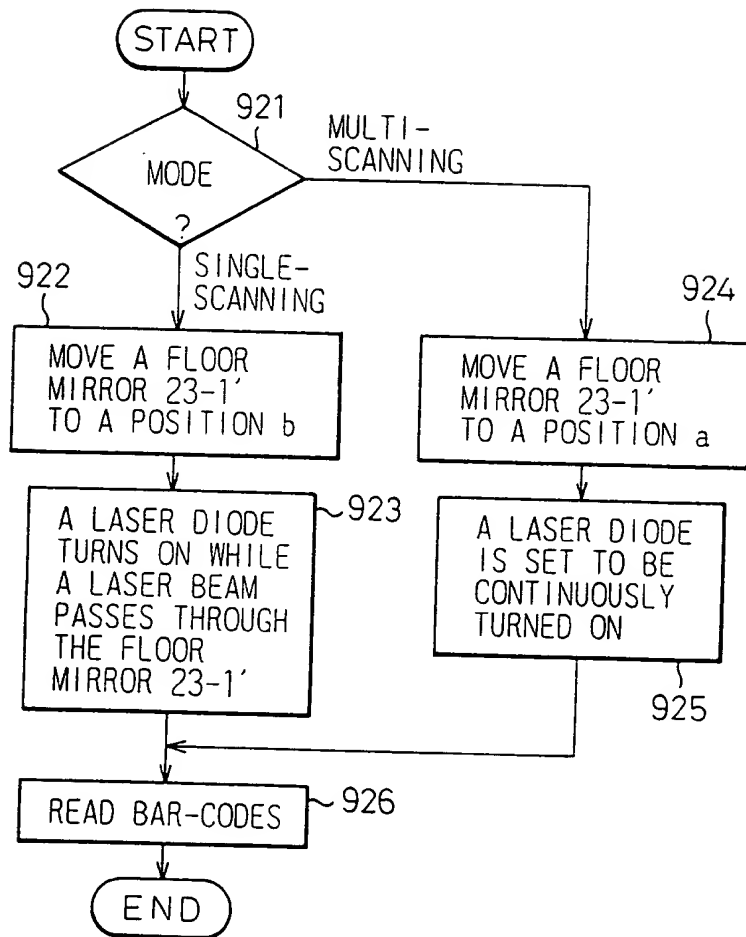 START
921
MODE
?
MULTI-
SCANNING
SINGLE-
SCANNING
922
MOVE A FLOOR
MIRROR 23-1'
TO A POSITION b
924
MOVE A FLOOR
MIRROR 23-1'
TO A POSITION a
923
A LASER DIODE
TURNS ON WHILE
A LASER BEAM
PASSES THROUGH
THE FLOOR
MIRROR 23-1'
A LASER DIODE
IS SET TO BE
CONTINUOUSLY
TURNED ON
925
READ BAR-CODES
926
END